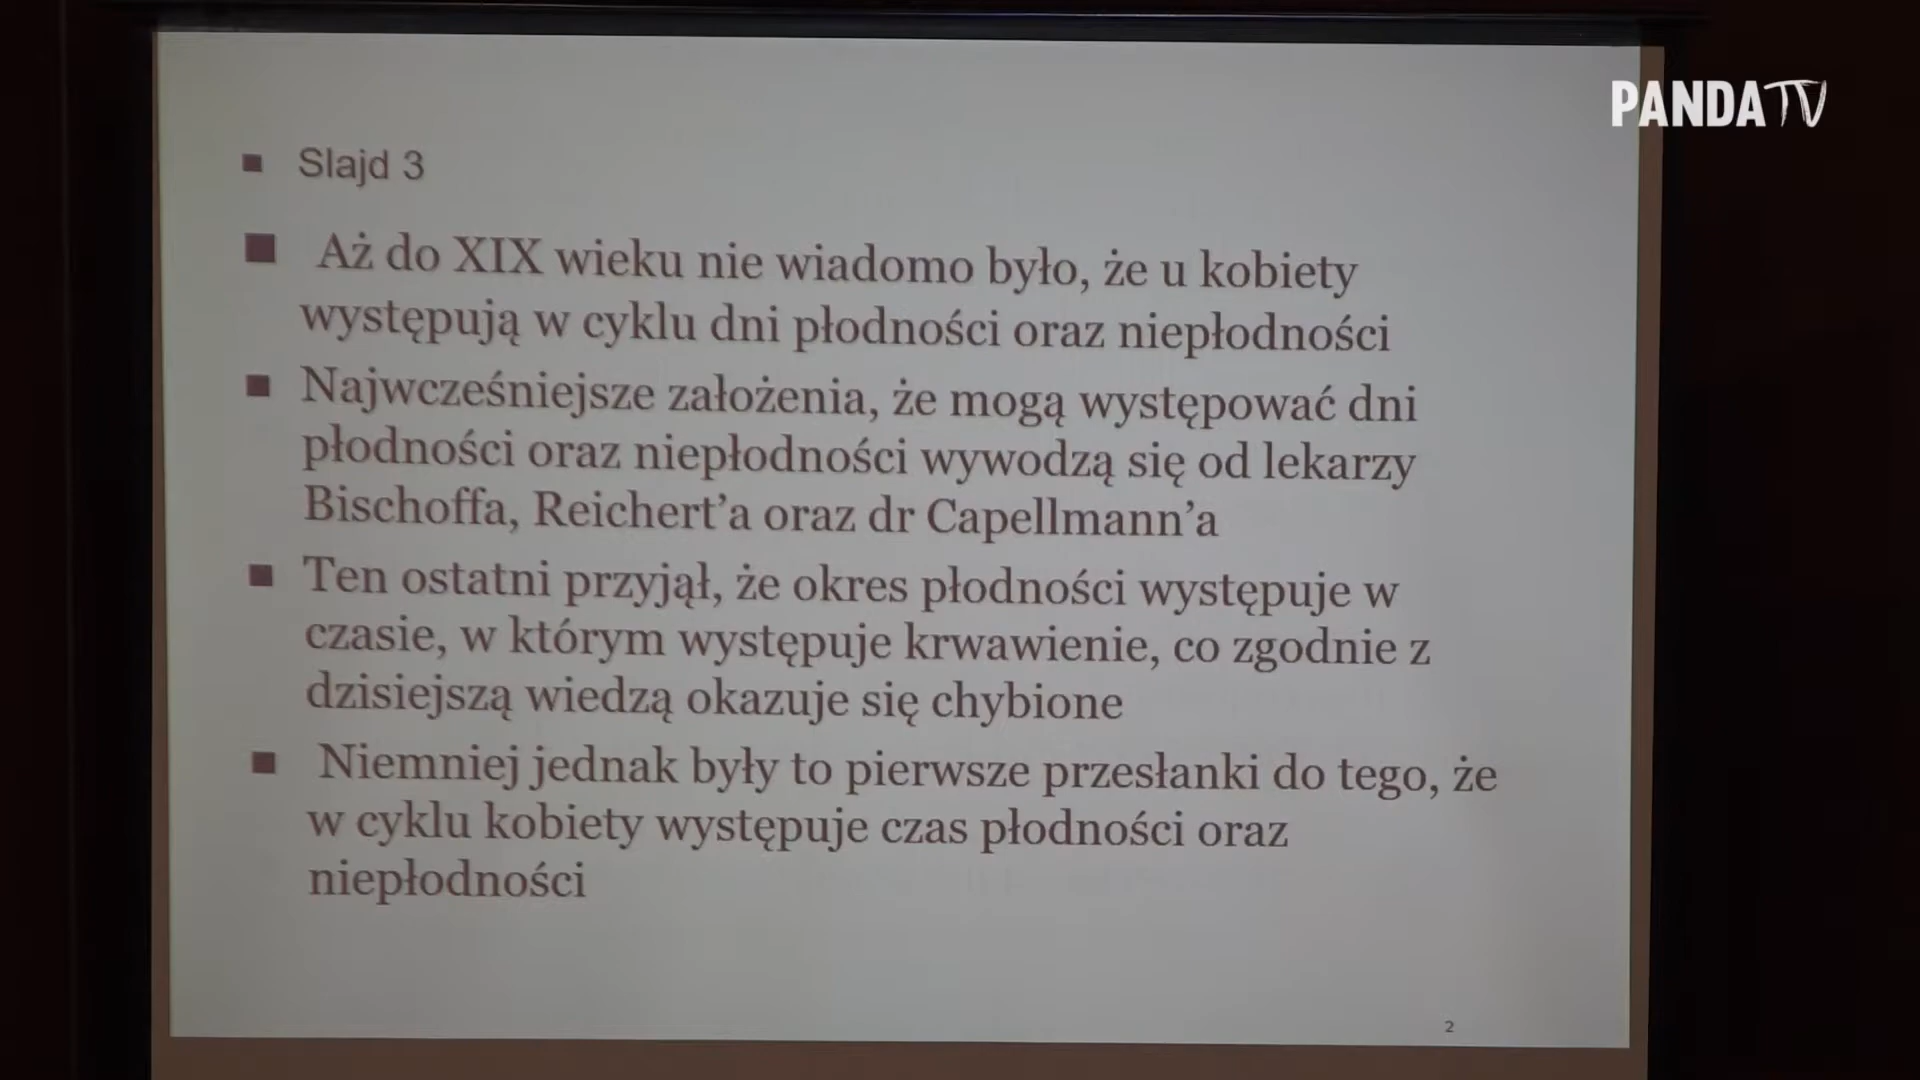 PANDA TV
Slajd 3
Aż do XIX wieku nie wiadomo było, że u kobiety
występują w cyklu dni płodności oraz niepłodności
Najwcześniejsze założenia, że mogą występować dni
płodności oraz niepłodności wywodzą się od lekarzy
Bischoffa, Reichert’a oraz dr Capellmann’a
Ten ostatni przyjął, że okres płodności występuje w
czasie, w którym występuje krwawienie, co zgodnie z
dzisiejszą wiedzą okazuje się chybione
Niemniej jednak były to pierwsze przesłanki do tego, że
w cyklu kobiety występuje czas płodności oraz
niepłodności
2